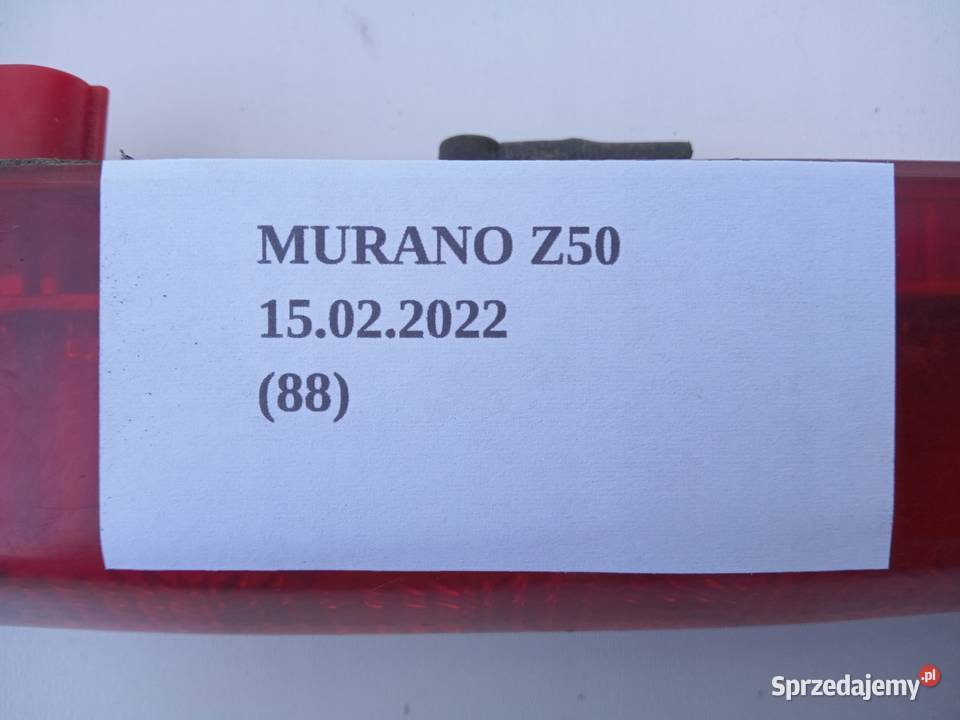 MURANO Z50
15.02.2022
(88)
Sprzedajemy.pl